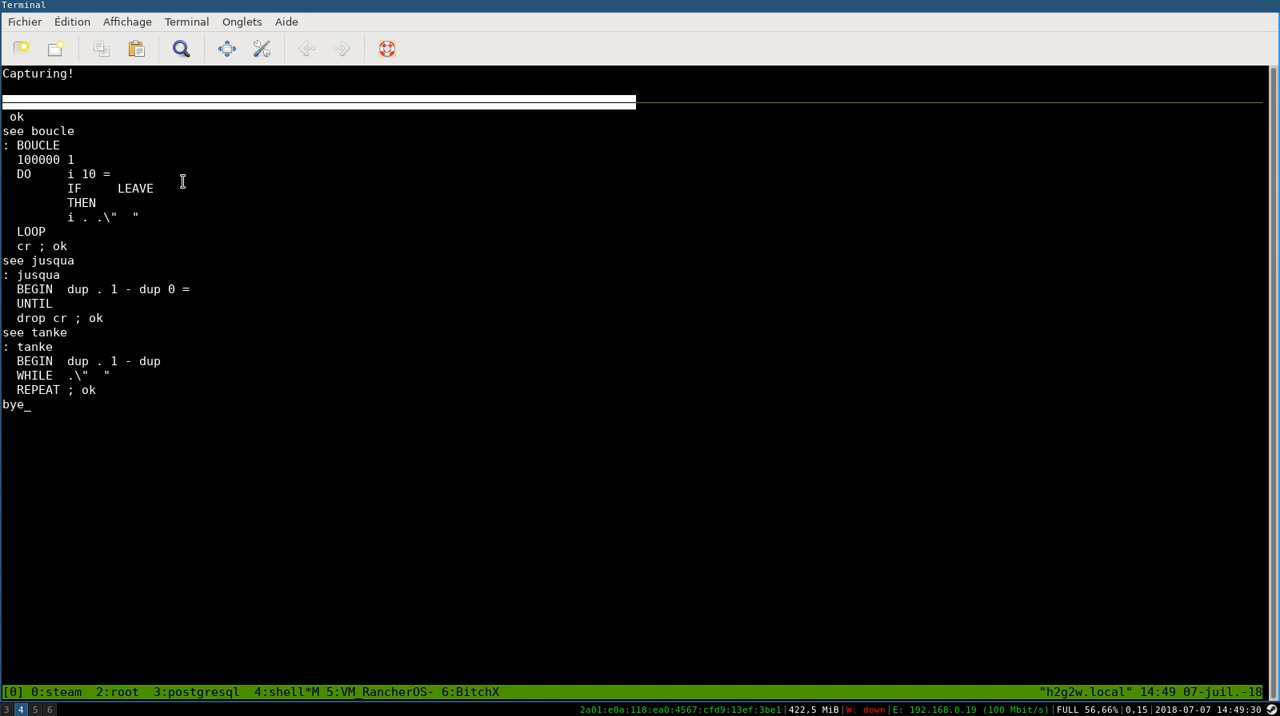 Terminal
Fichier Édition Affichage Terminal Onglets Aide
Capturing!
 ok
see boucle
: BOUCLE
  100000 1
  DO     i 10 =
         IF     LEAVE
         THEN
         i . .\"  "
  LOOP
  cr ; ok
see jusqua
: jusqua
  BEGIN  dup . 1 - dup 0 =
  UNTIL
  drop cr ; ok
see tanke
: tanke
  BEGIN  dup . 1 - dup
  WHILE  .\"  "
  REPEAT ; ok
bye_
[0] 0:steam  2:root  3:postgresql  4:shell*M 5:VM_RancherOS- 6:BitchX "h2g2w.local" 14:49 07-juil.-18
3 4 5 6 2a01:e0a:118:ea0:4567:cfd9:13ef:3be1|422,5 MiB|W: down|E: 192.168.0.19 (100 Mbit/s)|FULL 56,66%|0,15|2018-07-07 14:49:30